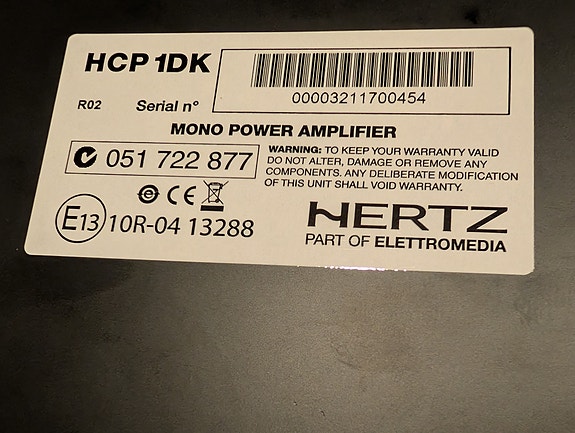 HCP 1DK
00003211700454
R02 Serial n°
MONO POWER AMPLIFIER
051 722 877
WARNING: TO KEEP YOUR WARRANTY VALID
DO NOT ALTER, DAMAGE OR REMOVE ANY
COMPONENTS. ANY DELIBERATE MODIFICATION
OF THIS UNIT SHALL VOID WARRANTY.
e CE
E13 10R-04 13288
HERTZ
PART OF ELETTROMEDIA